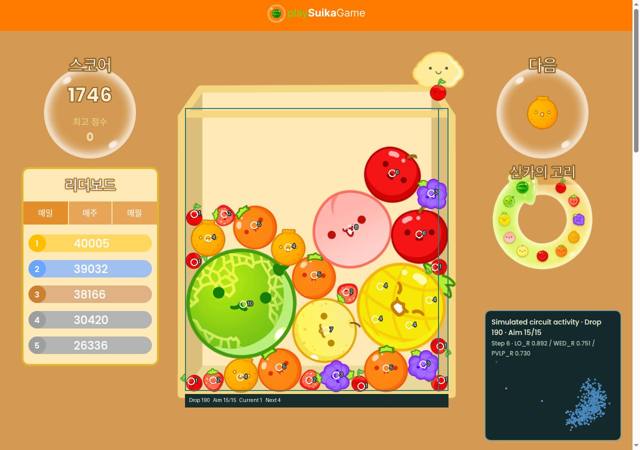 playSuikaGame
스코어
1746
최고 점수
0
리더보드
매일 매주 매월
1 40005
2 39032
3 38166
4 30420
5 26336
다음
신카의 고리
Simulated circuit activity · Drop 190 · Aim 15/15
Step 6 · LO_R 0.892 / WED_R 0.751 / PVLP_R 0.730
Drop 190 Aim 15/15 Current 1 Next 4